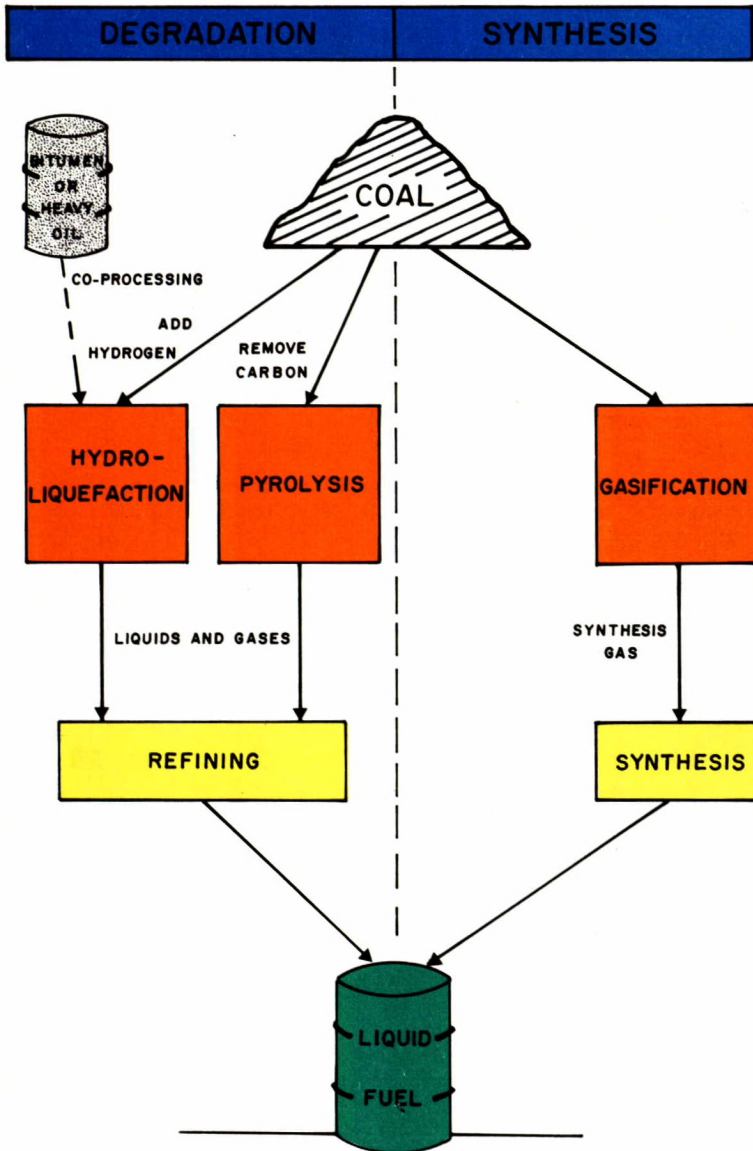 DEGRADATION
SYNTHESIS
BITUMEN
OR
HEAVY
OIL
COAL
CO-PROCESSING
ADD
HYDROGEN
REMOVE
CARBON
HYDRO-
LIQUEFACTION
PYROLYSIS
GASIFICATION
LIQUIDS AND GASES
SYNTHESIS
GAS
REFINING
SYNTHESIS
LIQUID
FUEL